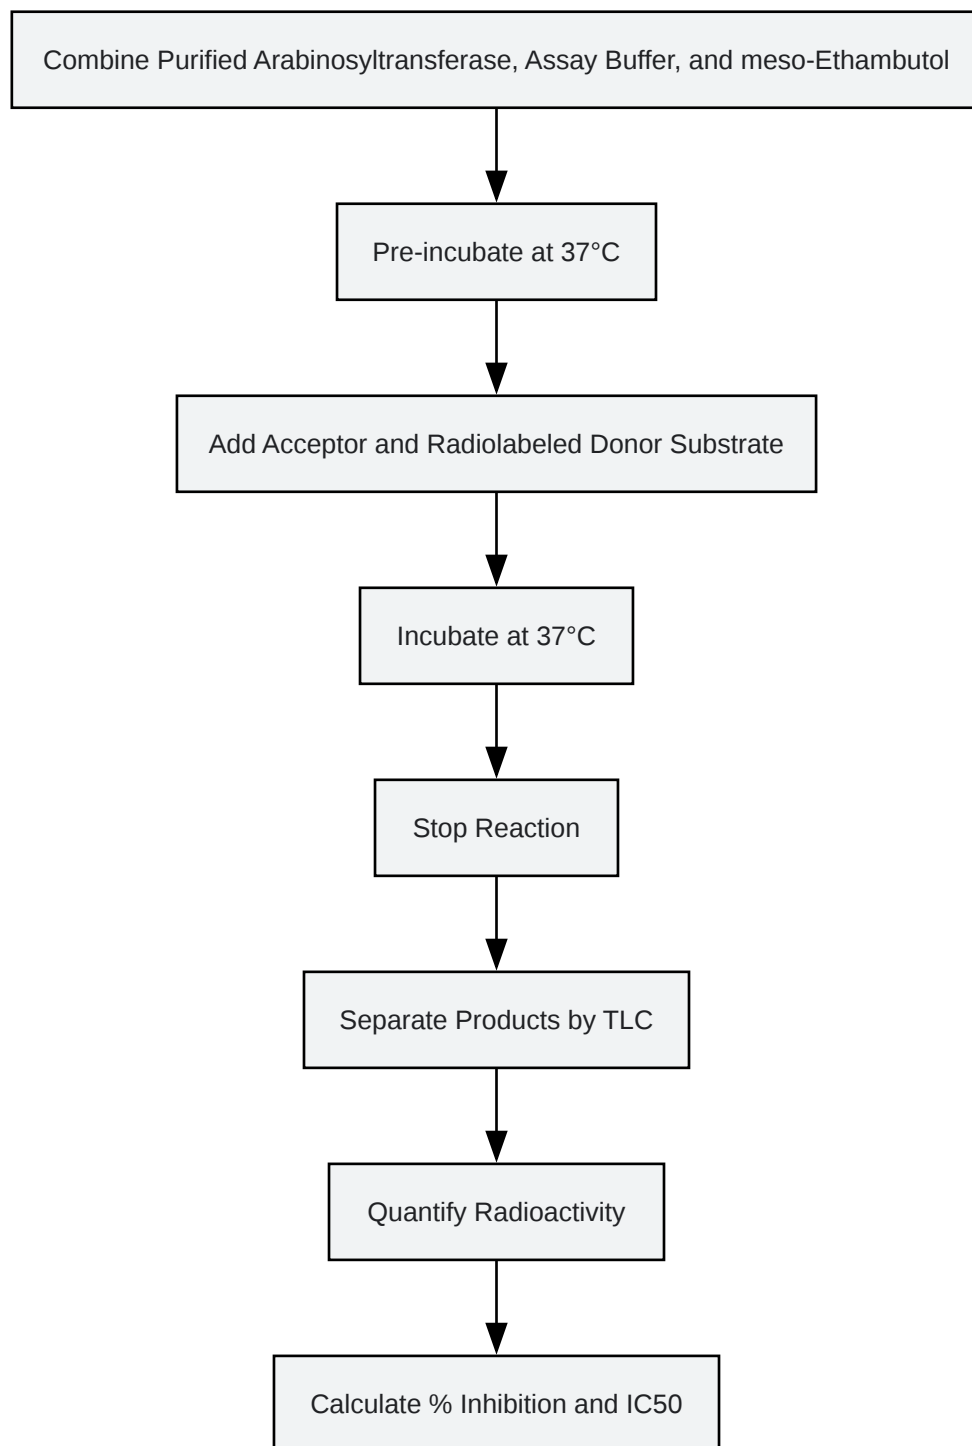 Combine Purified Arabinosyltransferase, Assay Buffer, and meso-Ethambutol
Pre-incubate at 37°C
Add Acceptor and Radiolabeled Donor Substrate
Incubate at 37°C
Stop Reaction
Separate Products by TLC
Quantify Radioactivity
Calculate % Inhibition and IC50